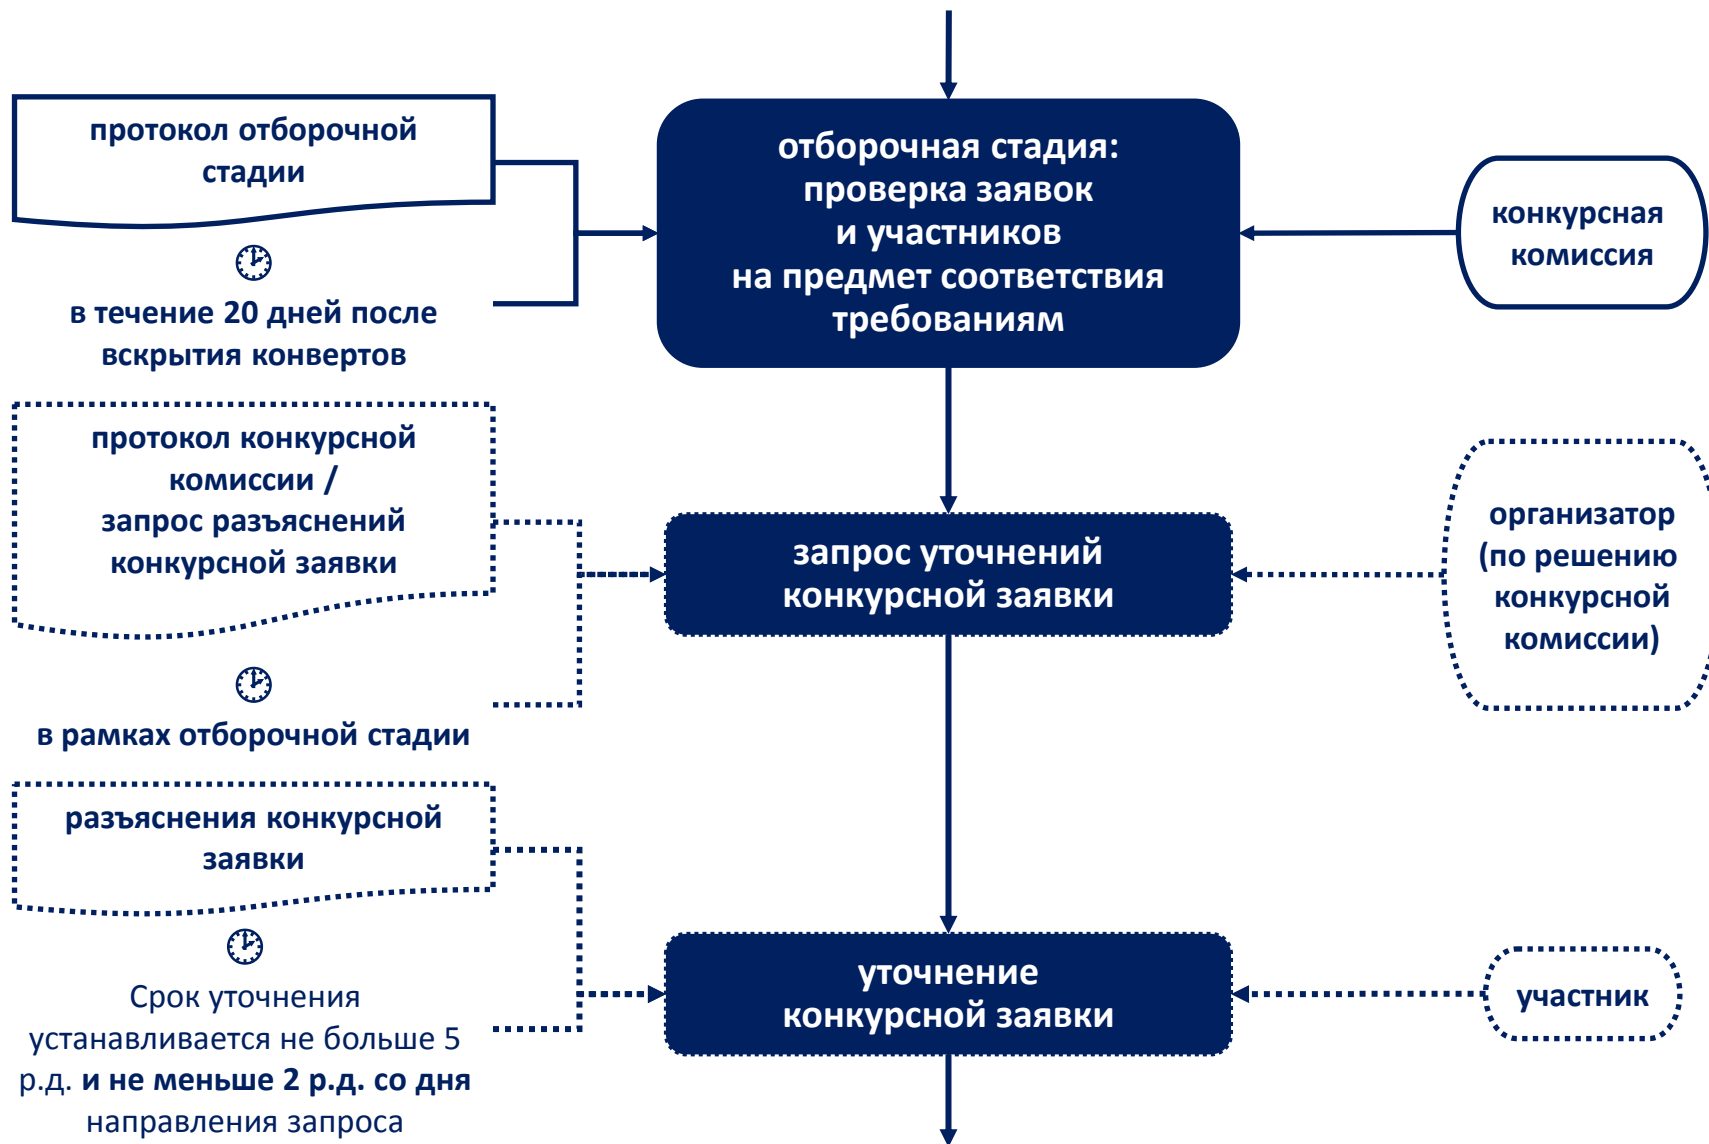 протокол отборочной
стадии
в течение 20 дней после
вскрытия конвертов
отборочная стадия:
проверка заявок
и участников
на предмет соответствия
требованиям
конкурсная
комиссия
протокол конкурсной
комиссии /
запрос разъяснений
конкурсной заявки
в рамках отборочной стадии
запрос уточнений
конкурсной заявки
организатор
(по решению
конкурсной
комиссии)
разъяснения конкурсной
заявки
Срок уточнения
устанавливается не больше 5
р.д. и не меньше 2 р.д. со дня
направления запроса
уточнение
конкурсной заявки
участник